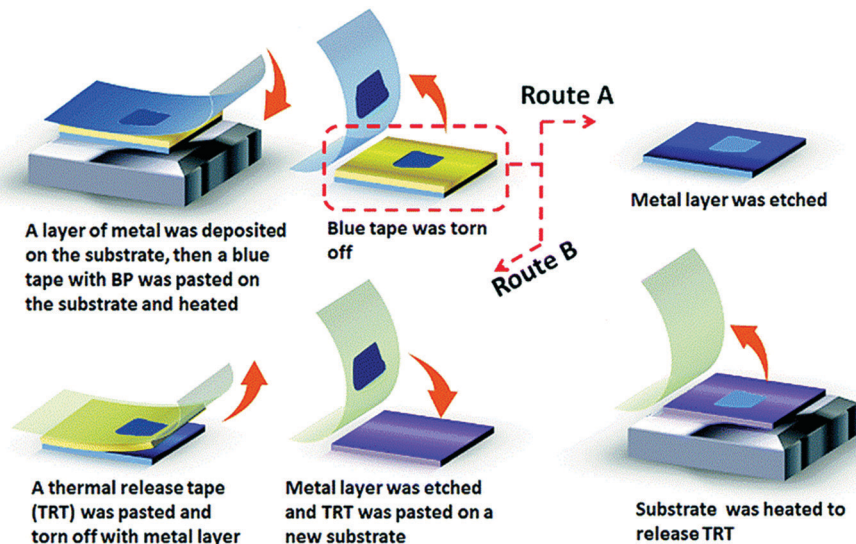 A layer of metal was deposited
on the substrate, then a blue
tape with BP was pasted on
the substrate and heated
Blue tape was torn
off
Route A
Metal layer was etched
Route B
A thermal release tape
(TRT) was pasted and
torn off with metal layer
Metal layer was etched
and TRT was pasted on a
new substrate
Substrate was heated to
release TRT